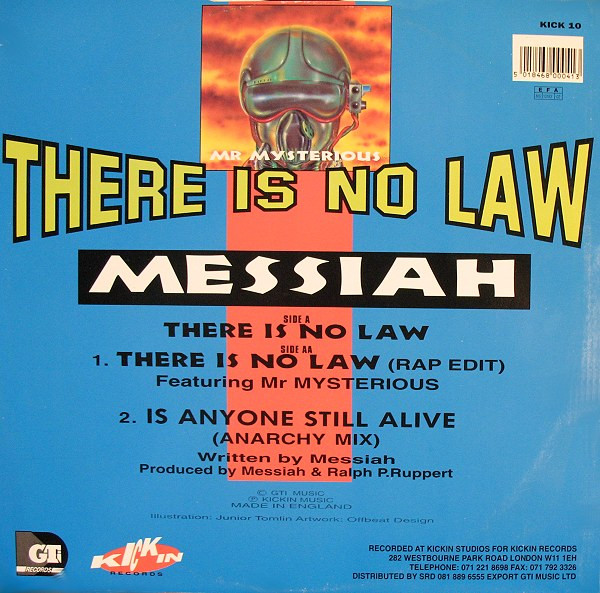 KICK 10
5 018468 000413
EFA
MR MYSTERIOUS
THERE IS NO LAW
MESSIAH
SIDE A
THERE IS NO LAW
SIDE AA
1. THERE IS NO LAW (RAP EDIT)
Featuring Mr MYSTERIOUS
2. IS ANYONE STILL ALIVE
(ANARCHY MIX)
Written by Messiah
Produced by Messiah & Ralph P.Ruppert
© GTI MUSIC
℗ KICKIN MUSIC
MADE IN ENGLAND
Illustration: Junior Tomlin Artwork: Offbeat Design
GTi
RECORDS
KICKIN
RECORDS
RECORDED AT KICKIN STUDIOS FOR KICKIN RECORDS
282 WESTBOURNE PARK ROAD LONDON W11 1EH
TELEPHONE: 071 221 8698 FAX: 071 792 3326
DISTRIBUTED BY SRD 081 889 6555 EXPORT GTI MUSIC LTD